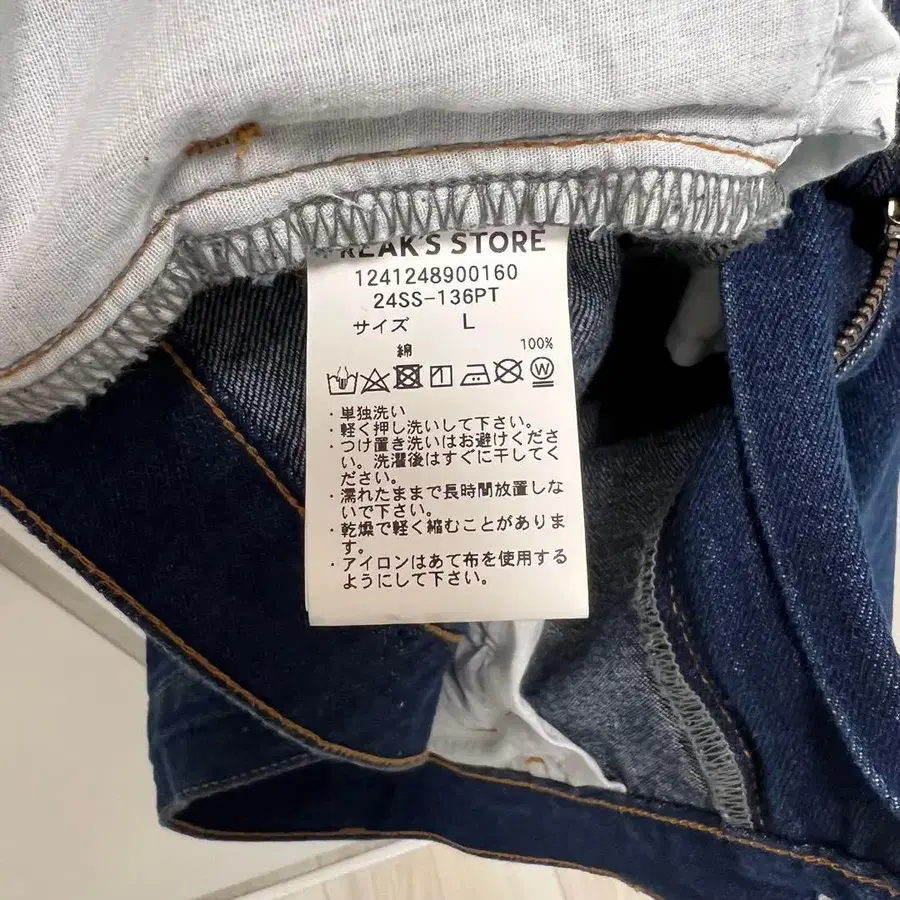 FREAK'S STORE
1241248900160
24SS-136PT
サイズ L
綿 100%
・単独洗い
・軽く押し洗いして下さい。
・つけ置き洗いはお避けくださ
い。洗濯後はすぐに干してく
ださい。
・濡れたままで長時間放置しな
いで下さい。
・乾燥で軽く縮むことがありま
す。
・アイロンはあて布を使用する
ようにして下さい。